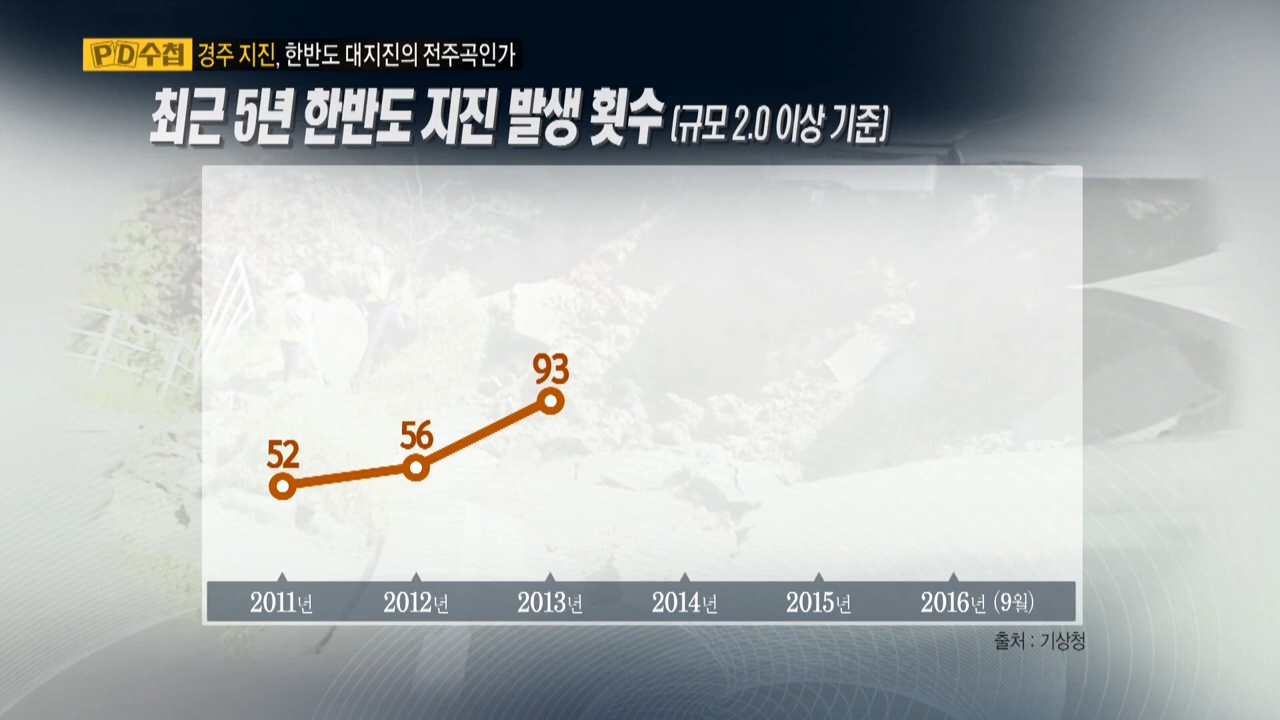 PD수첩 경주 지진, 한반도 대지진의 전주곡인가
최근 5년 한반도 지진 발생 횟수 (규모 2.0 이상 기준)
93
56
52
2011년 2012년 2013년 2014년 2015년 2016년 (9월)
출처 : 기상청